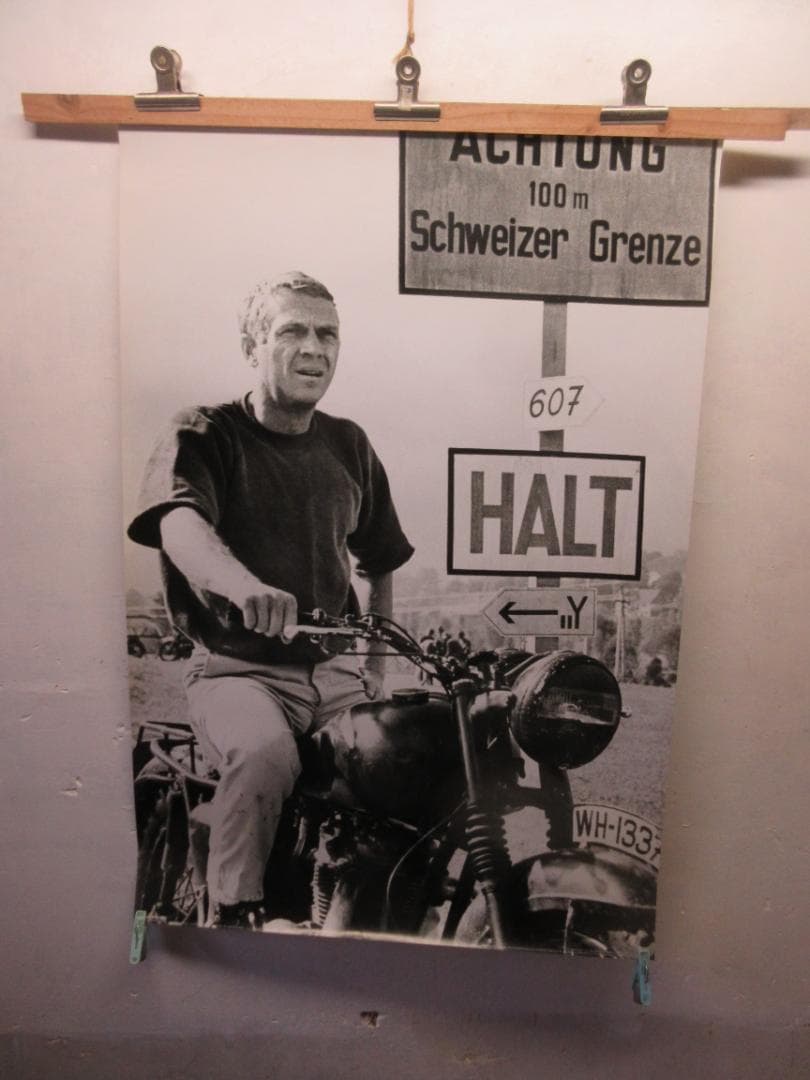 ACHTUNG
100 m
Schweizer Grenze
607
HALT
WH-1337